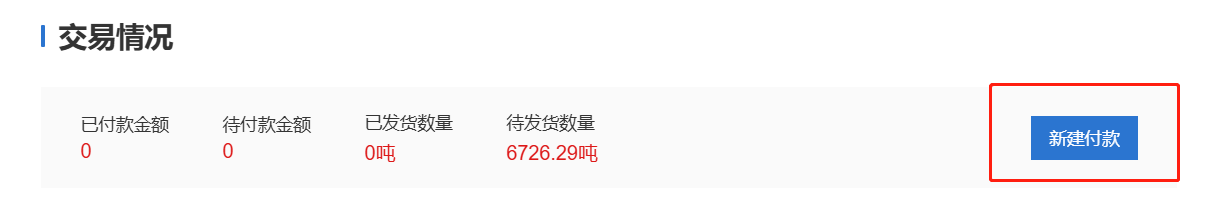 交易情况
已付款金额 待付款金额 已发货数量 待发货数量
0 0 0吨 6726.29吨
新建付款